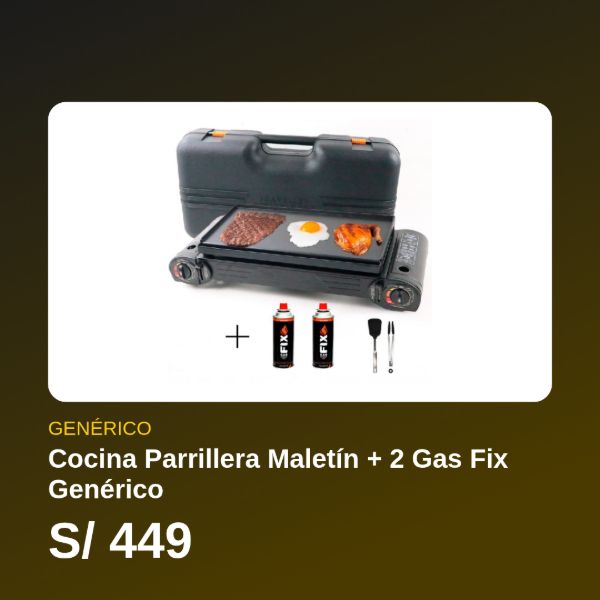 FIX
FIX
GENÉRICO
Cocina Parrillera Maletín + 2 Gas Fix
Genérico
S/ 449